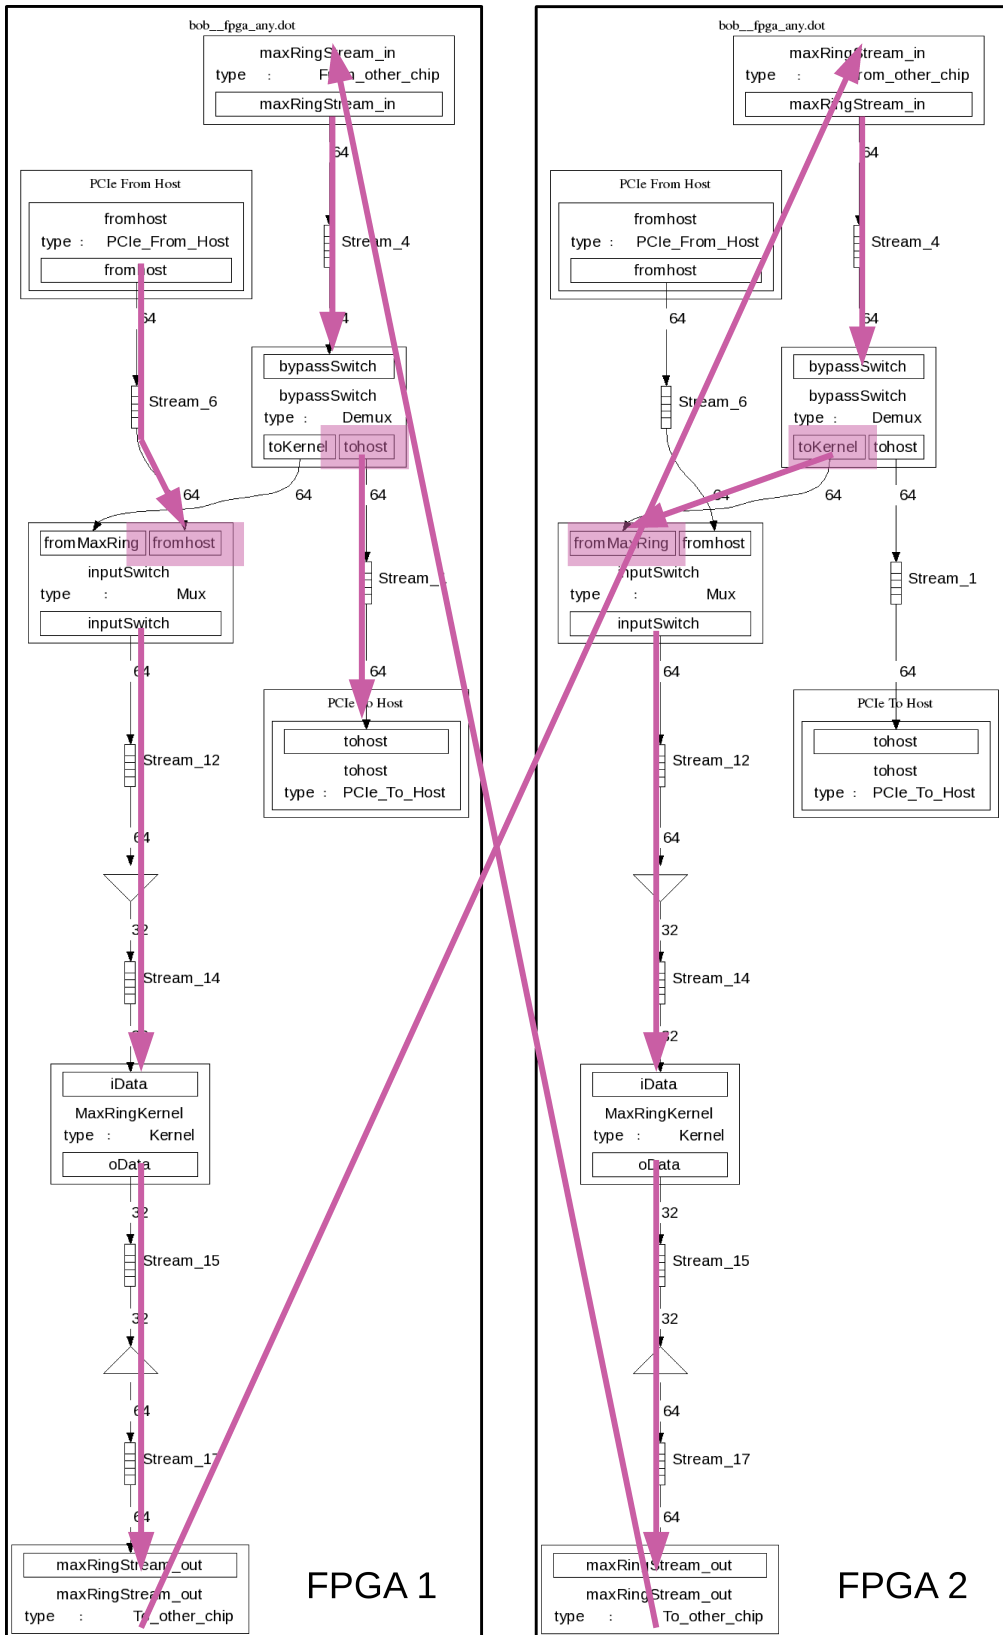 bob__fpga_any.dot
maxRingStream_in
type : From_other_chip
maxRingStream_in
64
PCIe From Host
fromhost
type : PCIe_From_Host
fromhost
Stream_4
64
64
bypassSwitch
bypassSwitch
type : Demux
toKernel tohost
Stream_6
64
64
64
fromMaxRing fromhost
inputSwitch
type : Mux
inputSwitch
64
64
PCIe To Host
tohost
tohost
type : PCIe_To_Host
Stream_12
64
32
Stream_14
32
iData
MaxRingKernel
type : Kernel
oData
32
Stream_15
32
64
Stream_17
64
maxRingStream_out
maxRingStream_out
type : To_other_chip
FPGA 1
bob__fpga_any.dot
maxRingStream_in
type : From_other_chip
maxRingStream_in
64
PCIe From Host
fromhost
type : PCIe_From_Host
fromhost
Stream_4
64
64
bypassSwitch
bypassSwitch
type : Demux
toKernel tohost
Stream_6
64
64
64
fromMaxRing fromhost
inputSwitch
type : Mux
inputSwitch
Stream_1
64
64
PCIe To Host
tohost
tohost
type : PCIe_To_Host
Stream_12
64
32
Stream_14
32
iData
MaxRingKernel
type : Kernel
oData
32
Stream_15
32
64
Stream_17
64
maxRingStream_out
maxRingStream_out
type : To_other_chip
FPGA 2